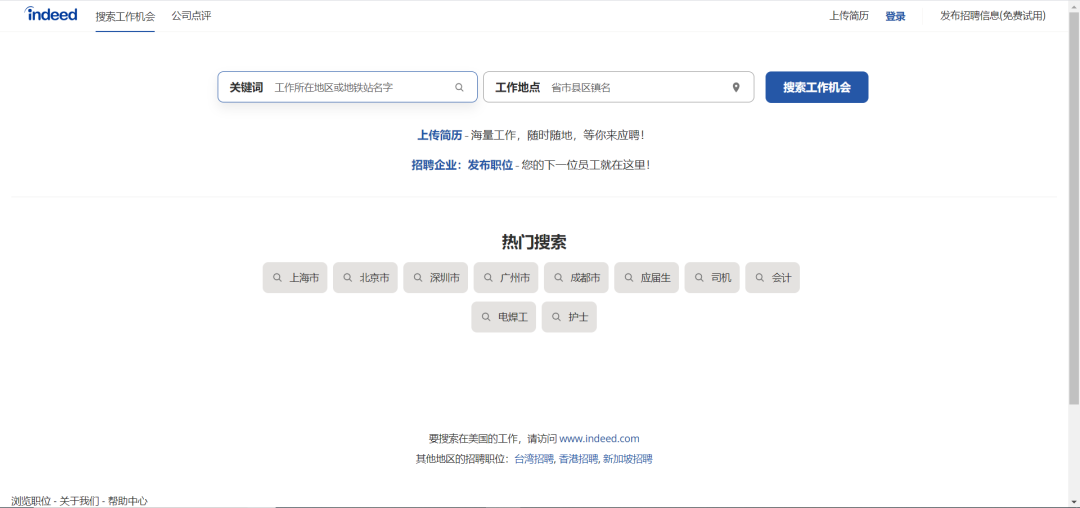 indeed 搜索工作机会 公司点评 上传简历 登录 发布招聘信息(免费试用)
关键词 工作所在地区或地铁站名字 工作地点 省市县区镇名 搜索工作机会
上传简历 - 海量工作，随时随地，等你来应聘！
招聘企业：发布职位 - 您的下一位员工就在这里！
热门搜索
上海市 北京市 深圳市 广州市 成都市 应届生 司机 会计
电焊工 护士
要搜索在美国的工作，请访问 www.indeed.com
其他地区的招聘职位：台湾招聘, 香港招聘, 新加坡招聘
浏览职位 - 关于我们 - 帮助中心